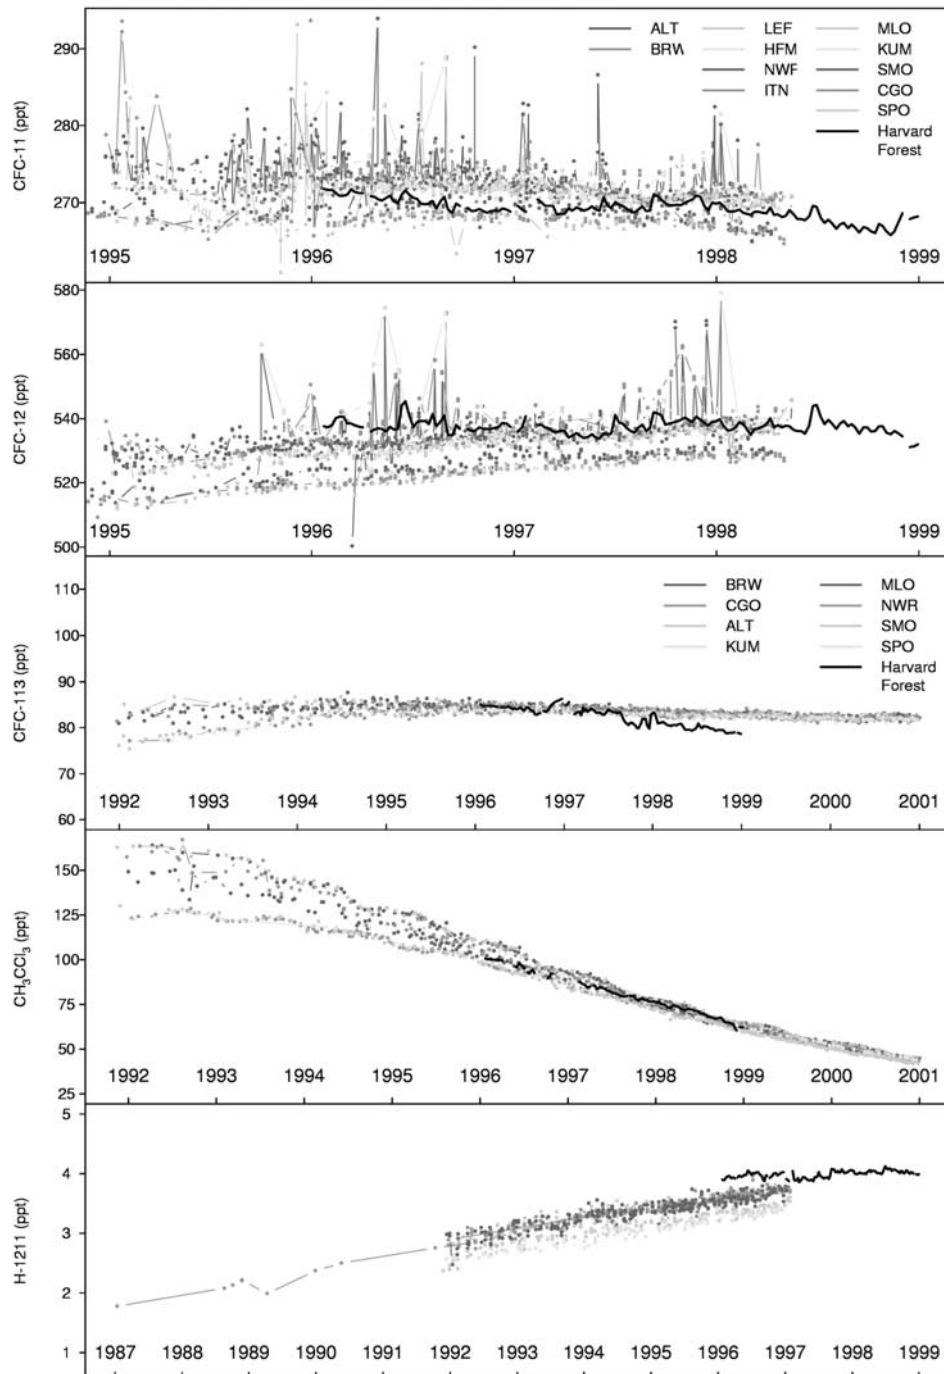 CFC-11 (ppt)
290
280
270
ALT LEF MLO
BRW HFM KUM
NWF SMO
ITN CGO
SPO
Harvard
Forest
1995 1996 1997 1998 1999
CFC-12 (ppt)
580
560
540
520
500
1995 1996 1997 1998 1999
CFC-113 (ppt)
110
100
90
80
70
60
BRW MLO
CGO NWR
ALT SMO
KUM SPO
Harvard
Forest
1992 1993 1994 1995 1996 1997 1998 1999 2000 2001
CH₃CCl₃ (ppt)
150
125
100
75
50
25
1992 1993 1994 1995 1996 1997 1998 1999 2000 2001
H-1211 (ppt)
5
4
3
2
1
1987 1988 1989 1990 1991 1992 1993 1994 1995 1996 1997 1998 1999